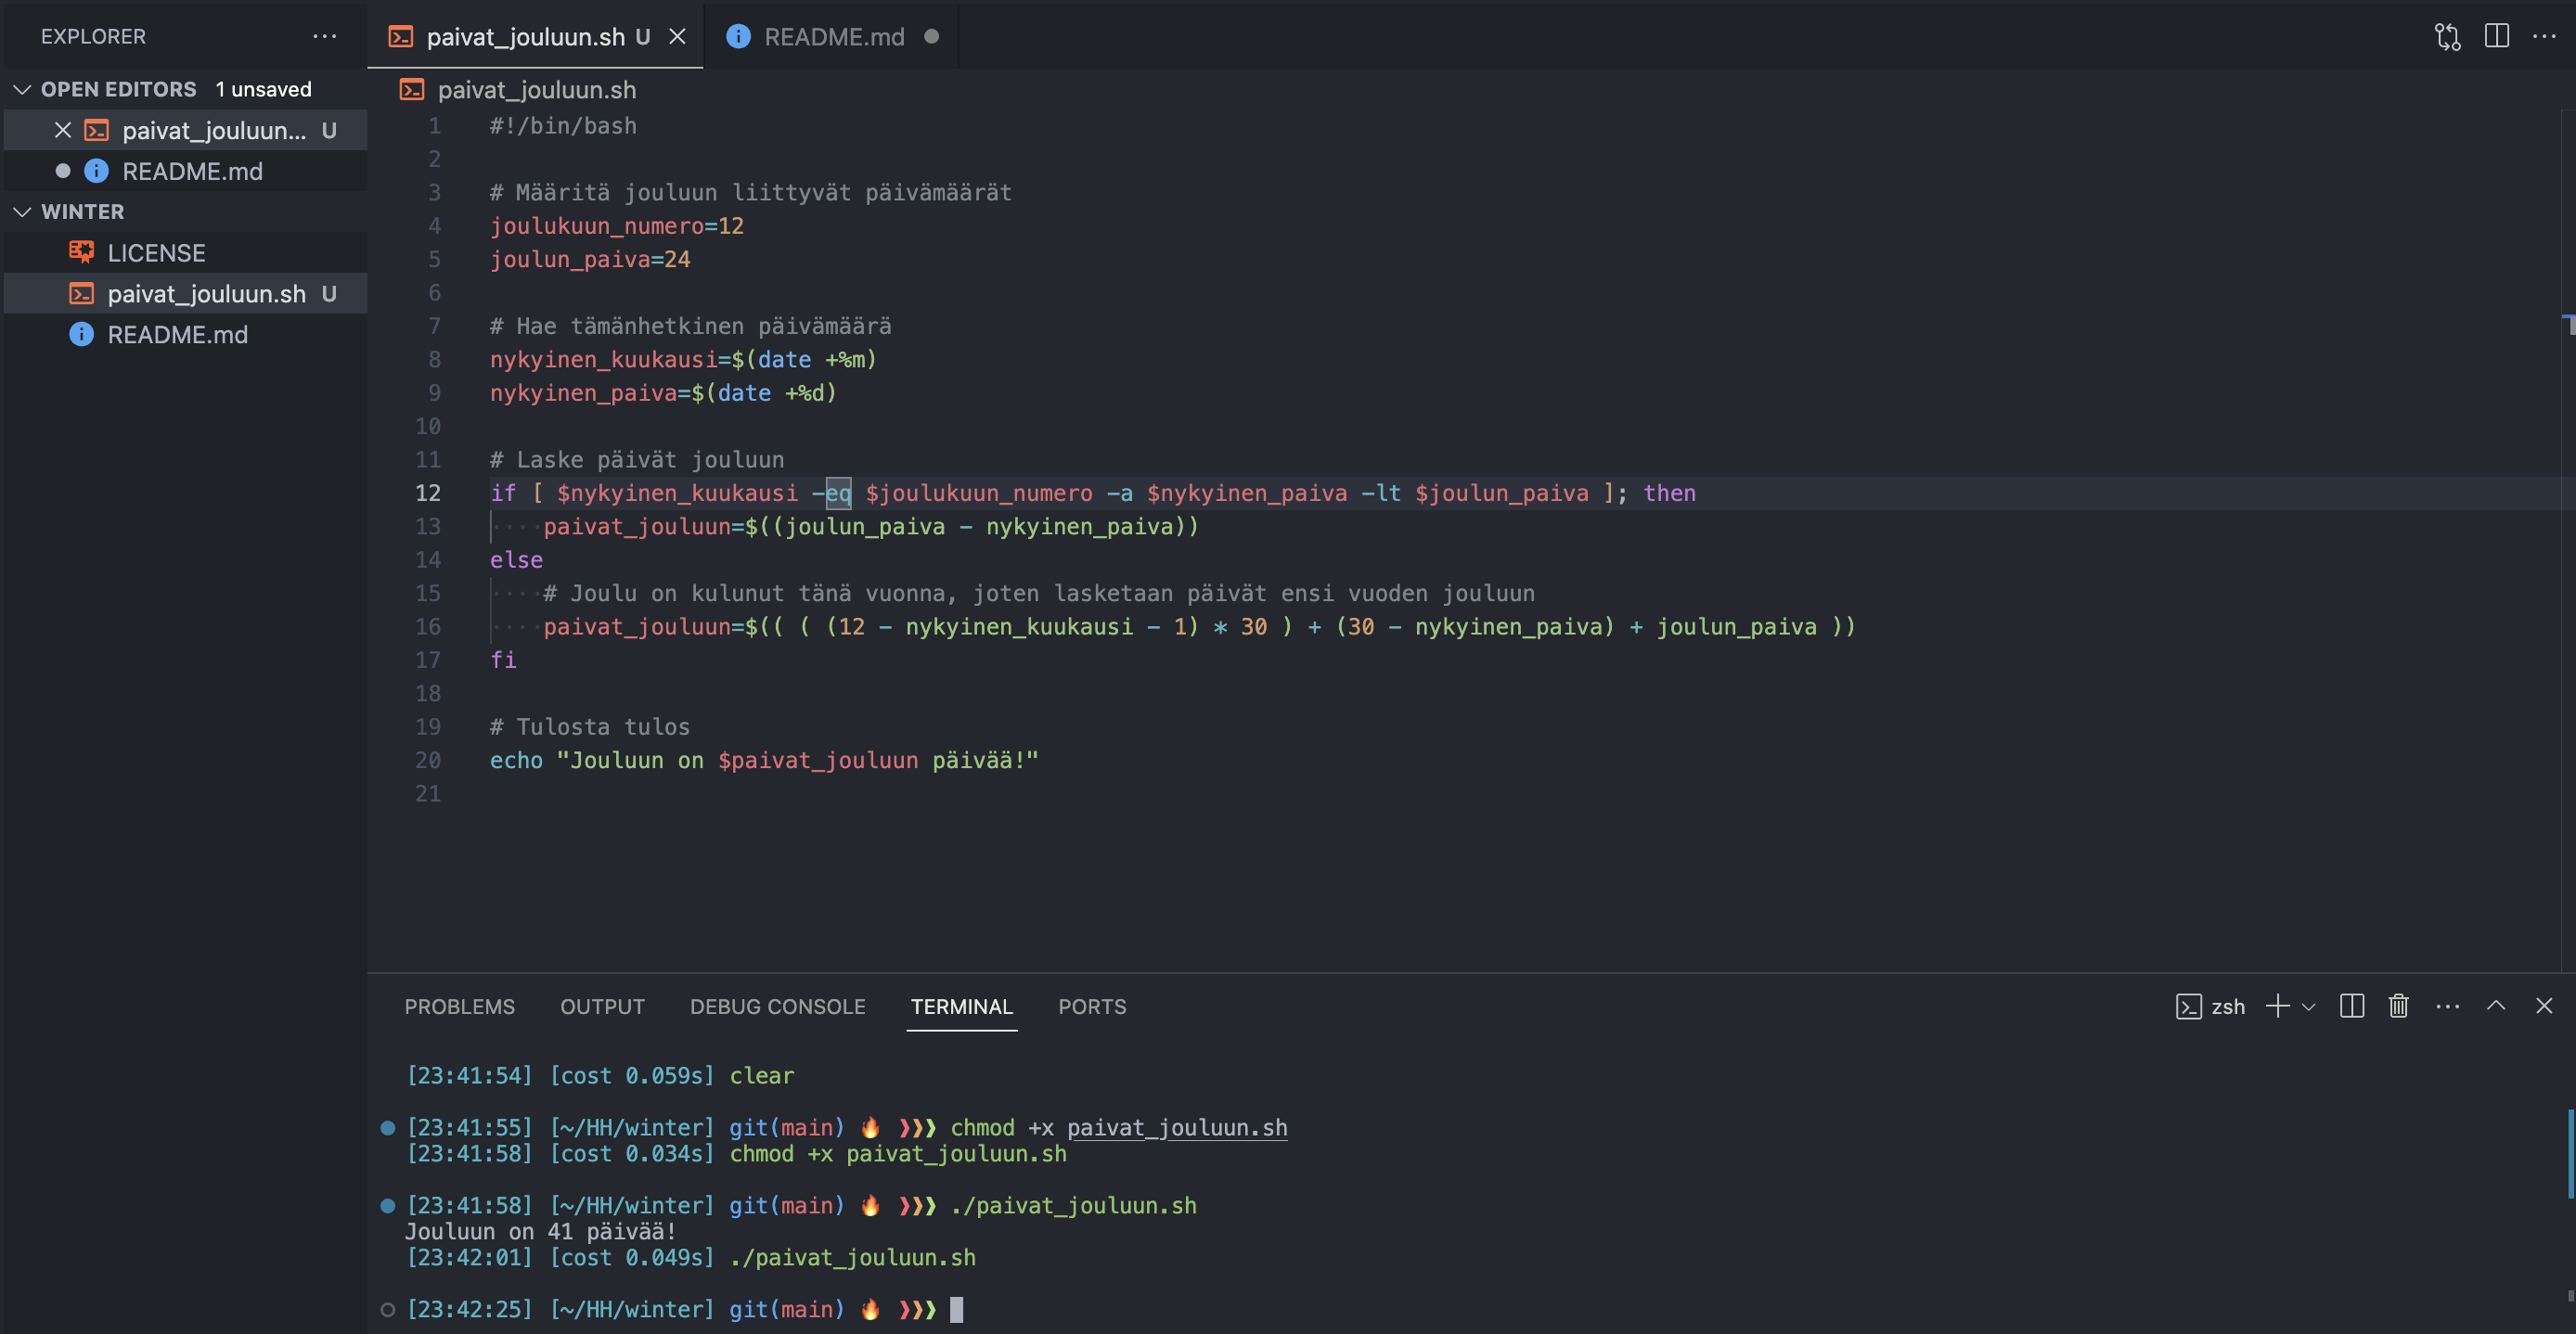 EXPLORER
OPEN EDITORS 1 unsaved
paivat_jouluun... U
README.md
WINTER
LICENSE
paivat_jouluun.sh U
README.md
paivat_jouluun.sh U
README.md
paivat_jouluun.sh
1 #!/bin/bash
2
3 # Määritä jouluun liittyvät päivämäärät
4 joulukuun_numero=12
5 joulun_paiva=24
6
7 # Hae tämänhetkinen päivämäärä
8 nykyinen_kuukausi=$(date +%m)
9 nykyinen_paiva=$(date +%d)
10
11 # Laske päivät jouluun
12 if [ $nykyinen_kuukausi -eq $joulukuun_numero -a $nykyinen_paiva -lt $joulun_paiva ]; then
13 ····paivat_jouluun=$((joulun_paiva - nykyinen_paiva))
14 else
15 ····# Joulu on kulunut tänä vuonna, joten lasketaan päivät ensi vuoden jouluun
16 ····paivat_jouluun=$(( ( (12 - nykyinen_kuukausi - 1) * 30 ) + (30 - nykyinen_paiva) + joulun_paiva ))
17 fi
18
19 # Tulosta tulos
20 echo "Jouluun on $paivat_jouluun päivää!"
21
PROBLEMS OUTPUT DEBUG CONSOLE TERMINAL PORTS
zsh
[23:41:54] [cost 0.059s] clear
[23:41:55] [~/HH/winter] git(main) 🔥 ❱❱❱ chmod +x paivat_jouluun.sh
[23:41:58] [cost 0.034s] chmod +x paivat_jouluun.sh
[23:41:58] [~/HH/winter] git(main) 🔥 ❱❱❱ ./paivat_jouluun.sh
Jouluun on 41 päivää!
[23:42:01] [cost 0.049s] ./paivat_jouluun.sh
[23:42:25] [~/HH/winter] git(main) 🔥 ❱❱❱